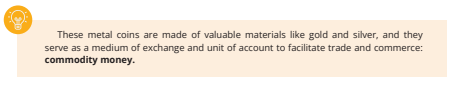 These metal coins are made of valuable materials like gold and silver, and they
serve as a medium of exchange and unit of account to facilitate trade and commerce:
commodity money.